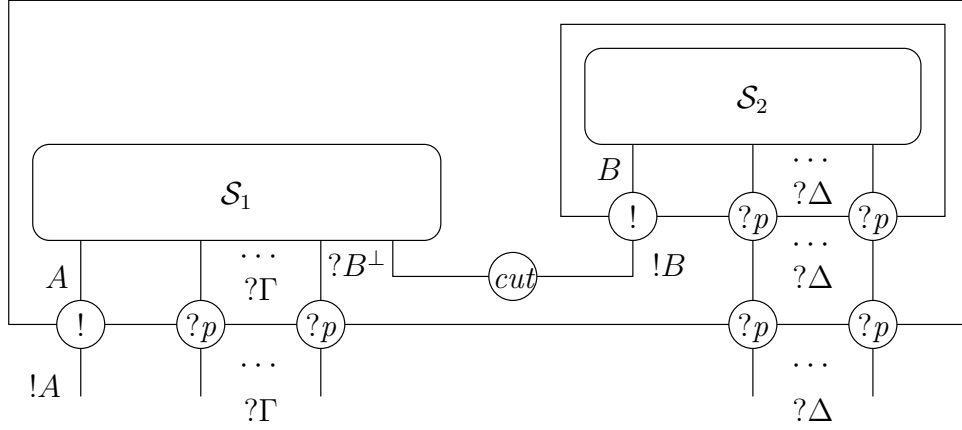 𝒮₂
B … 
?Δ
𝒮₁
! ?p ?p
A … ?B⊥ cut !B …
?Γ ?Δ
! ?p ?p ?p ?p
!A … …
?Γ ?Δ